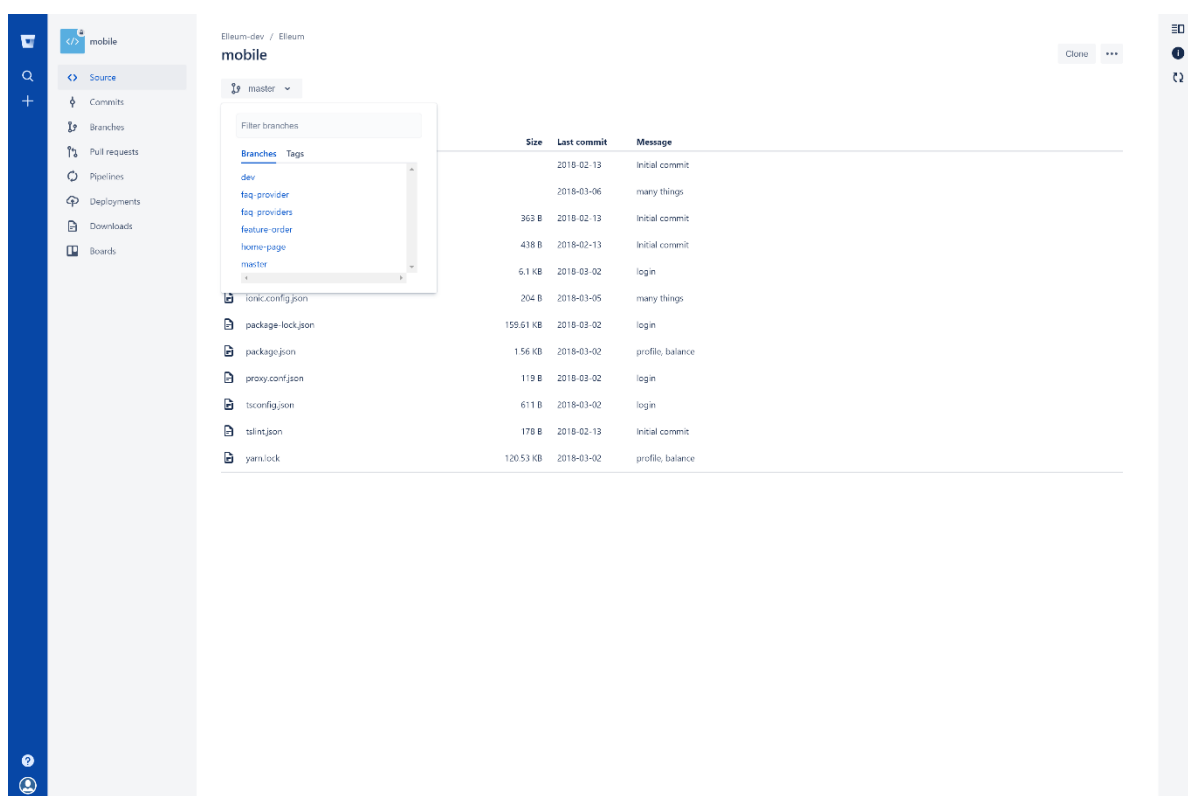 mobile
Source
Commits
Branches
Pull requests
Pipelines
Deployments
Downloads
Boards
Elleum-dev / Elleum
mobile
Clone
master
Filter branches
Branches Tags
dev
faq-provider
faq-providers
feature-order
home-page
master
Size Last commit Message
2018-02-13 Initial commit
2018-03-06 many things
363 B 2018-02-13 Initial commit
438 B 2018-02-13 Initial commit
6.1 KB 2018-03-02 login
ionic.config.json 204 B 2018-03-05 many things
package-lock.json 159.61 KB 2018-03-02 login
package.json 1.56 KB 2018-03-02 profile, balance
proxy.conf.json 119 B 2018-03-02 login
tsconfig.json 611 B 2018-03-02 login
tslint.json 178 B 2018-02-13 Initial commit
yarn.lock 120.53 KB 2018-03-02 profile, balance